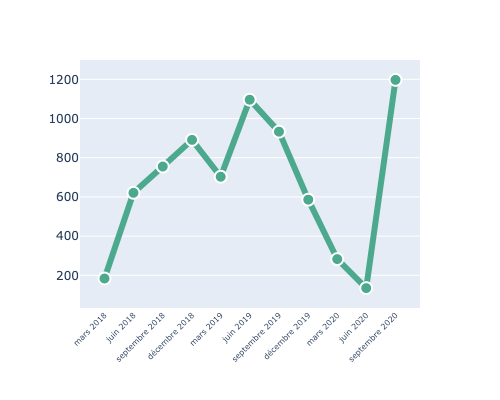 1200
1000
800
600
400
200
mars 2018
juin 2018
septembre 2018
décembre 2018
mars 2019
juin 2019
septembre 2019
décembre 2019
mars 2020
juin 2020
septembre 2020